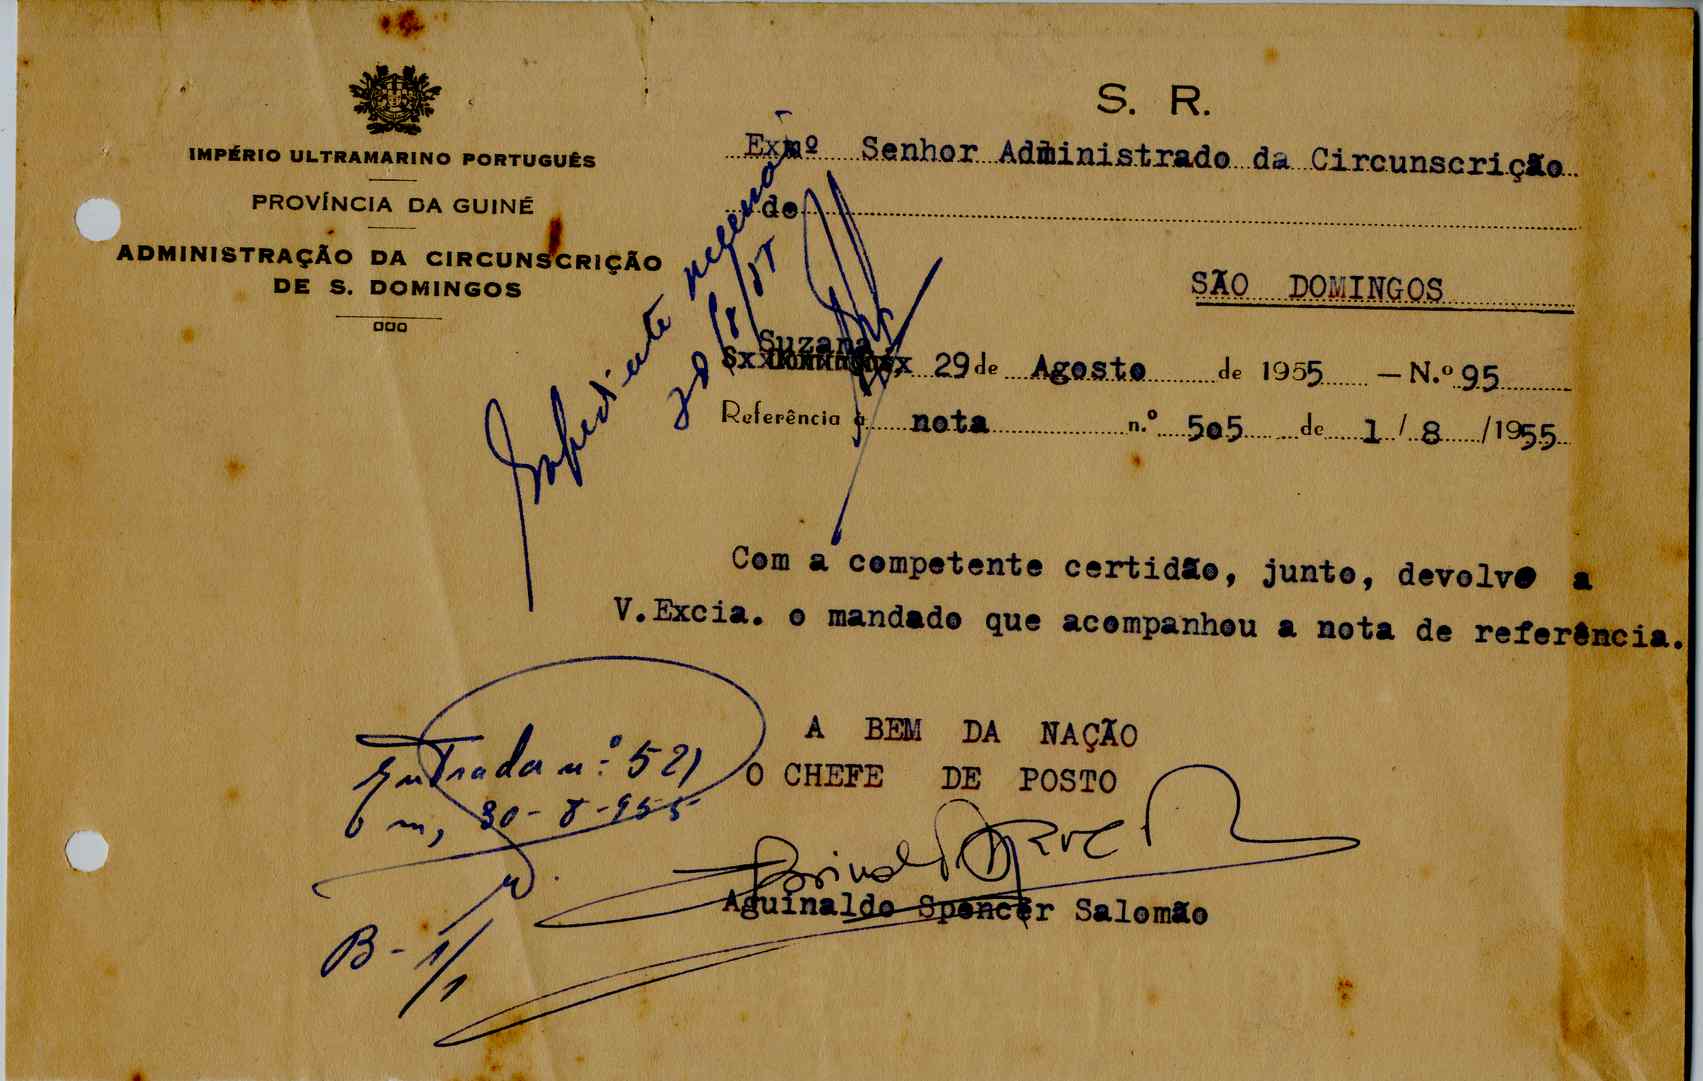 S. R.
IMPÉRIO ULTRAMARINO PORTUGUÊS
PROVÍNCIA DA GUINÉ
ADMINISTRAÇÃO DA CIRCUNSCRIÇÃO
DE S. DOMINGOS
Exmº Senhor Administrado da Circunscrição
de
SÃO DOMINGOS
Suzana
29 de Agosto de 1955 — N.º 95
Referência à nota n.º 505 de 1 / 8 /1955
Com a competente certidão, junto, devolvo a
V.Excia. o mandado que acompanhou a nota de referência.
A BEM DA NAÇÃO
O CHEFE DE POSTO
Aguinaldo Spencer Salomão
Entrada nº 521
Em, 30-8-955
B - 1/1